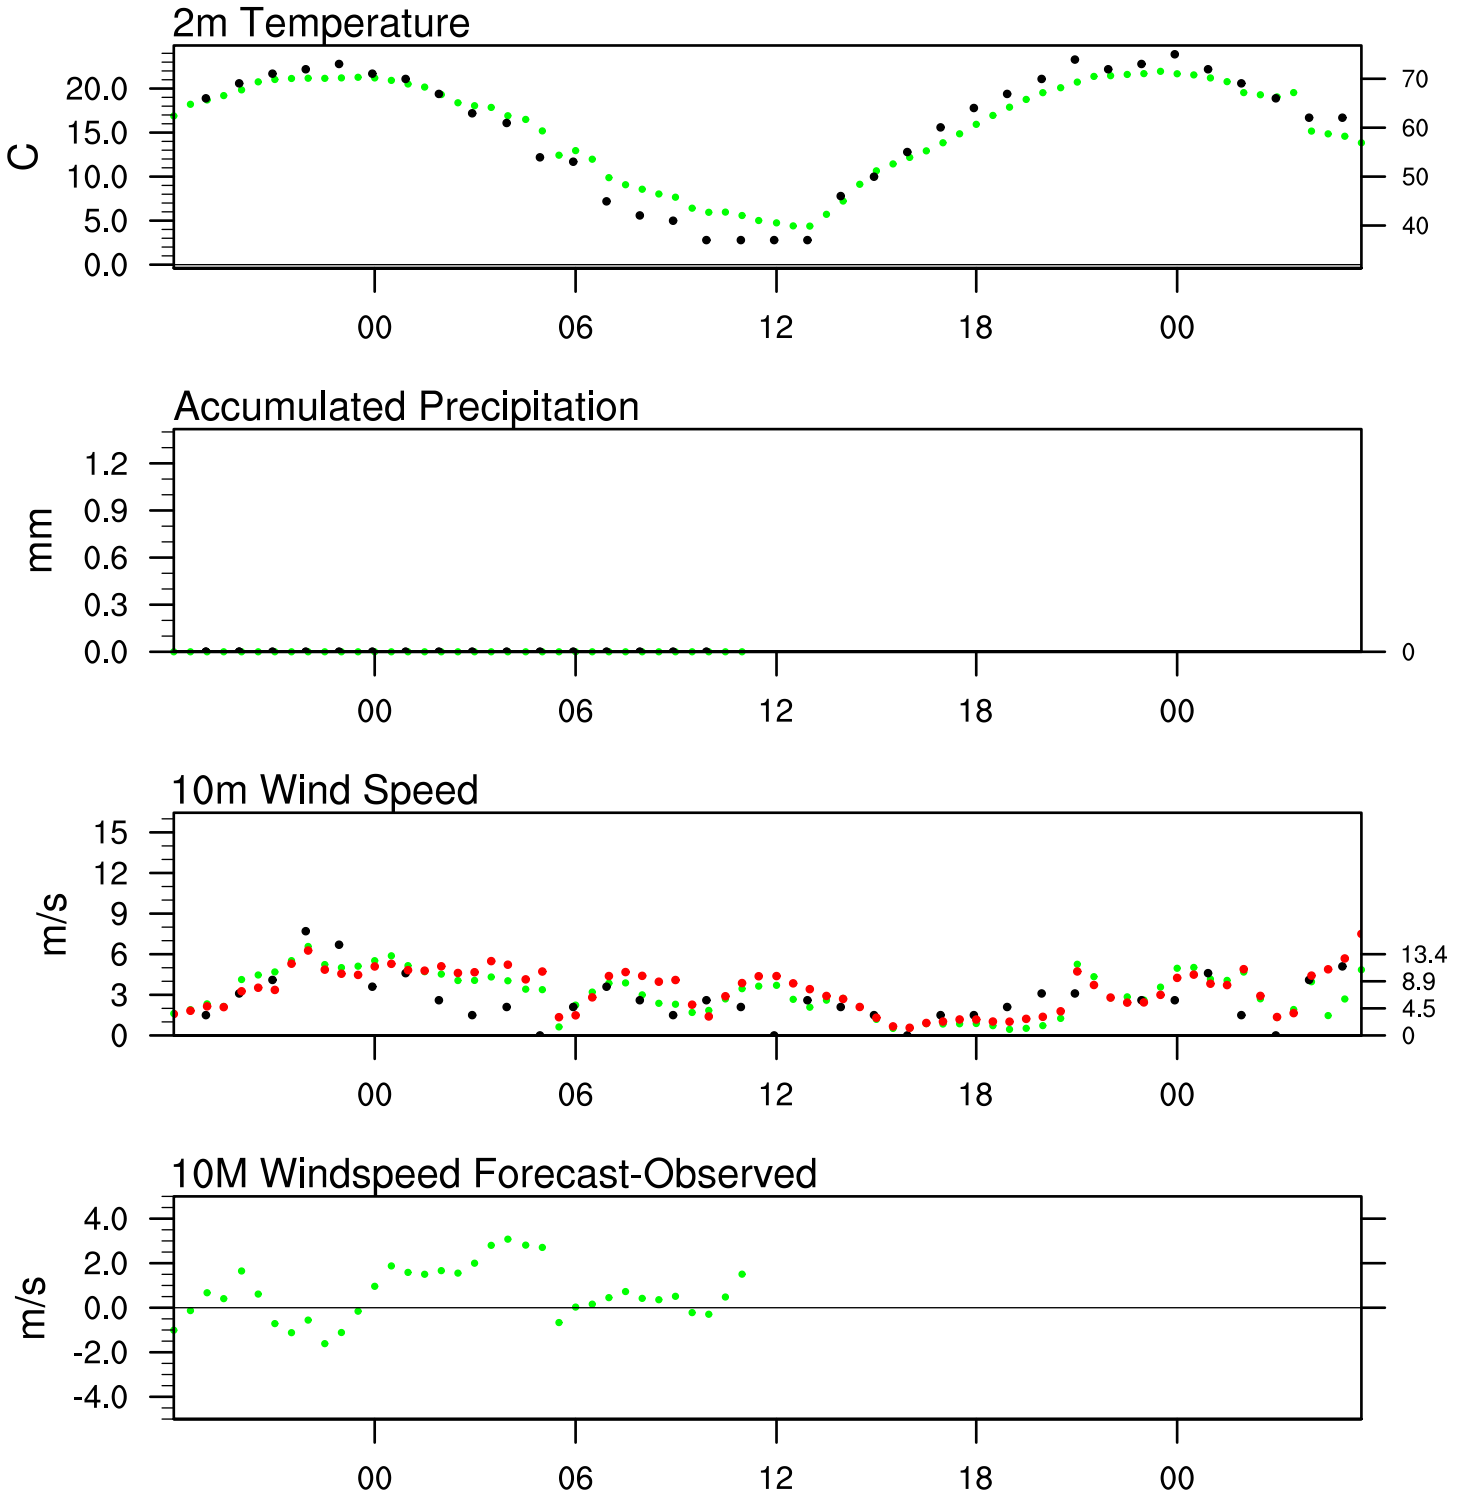 2m Temperature
C
20.0
15.0
10.0
5.0
0.0
70
60
50
40
00 06 12 18 00
Accumulated Precipitation
mm
1.2
0.9
0.6
0.3
0.0
0
00 06 12 18 00
10m Wind Speed
m/s
15
12
9
6
3
0
13.4
8.9
4.5
0
00 06 12 18 00
10M Windspeed Forecast-Observed
m/s
4.0
2.0
0.0
-2.0
-4.0
00 06 12 18 00